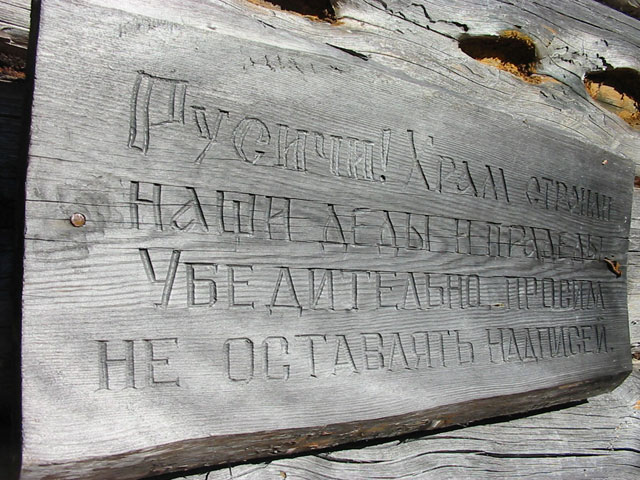 Русичи! Храм строили
наши деды и прадеды
Убедительно просим
не оставлять надписей.